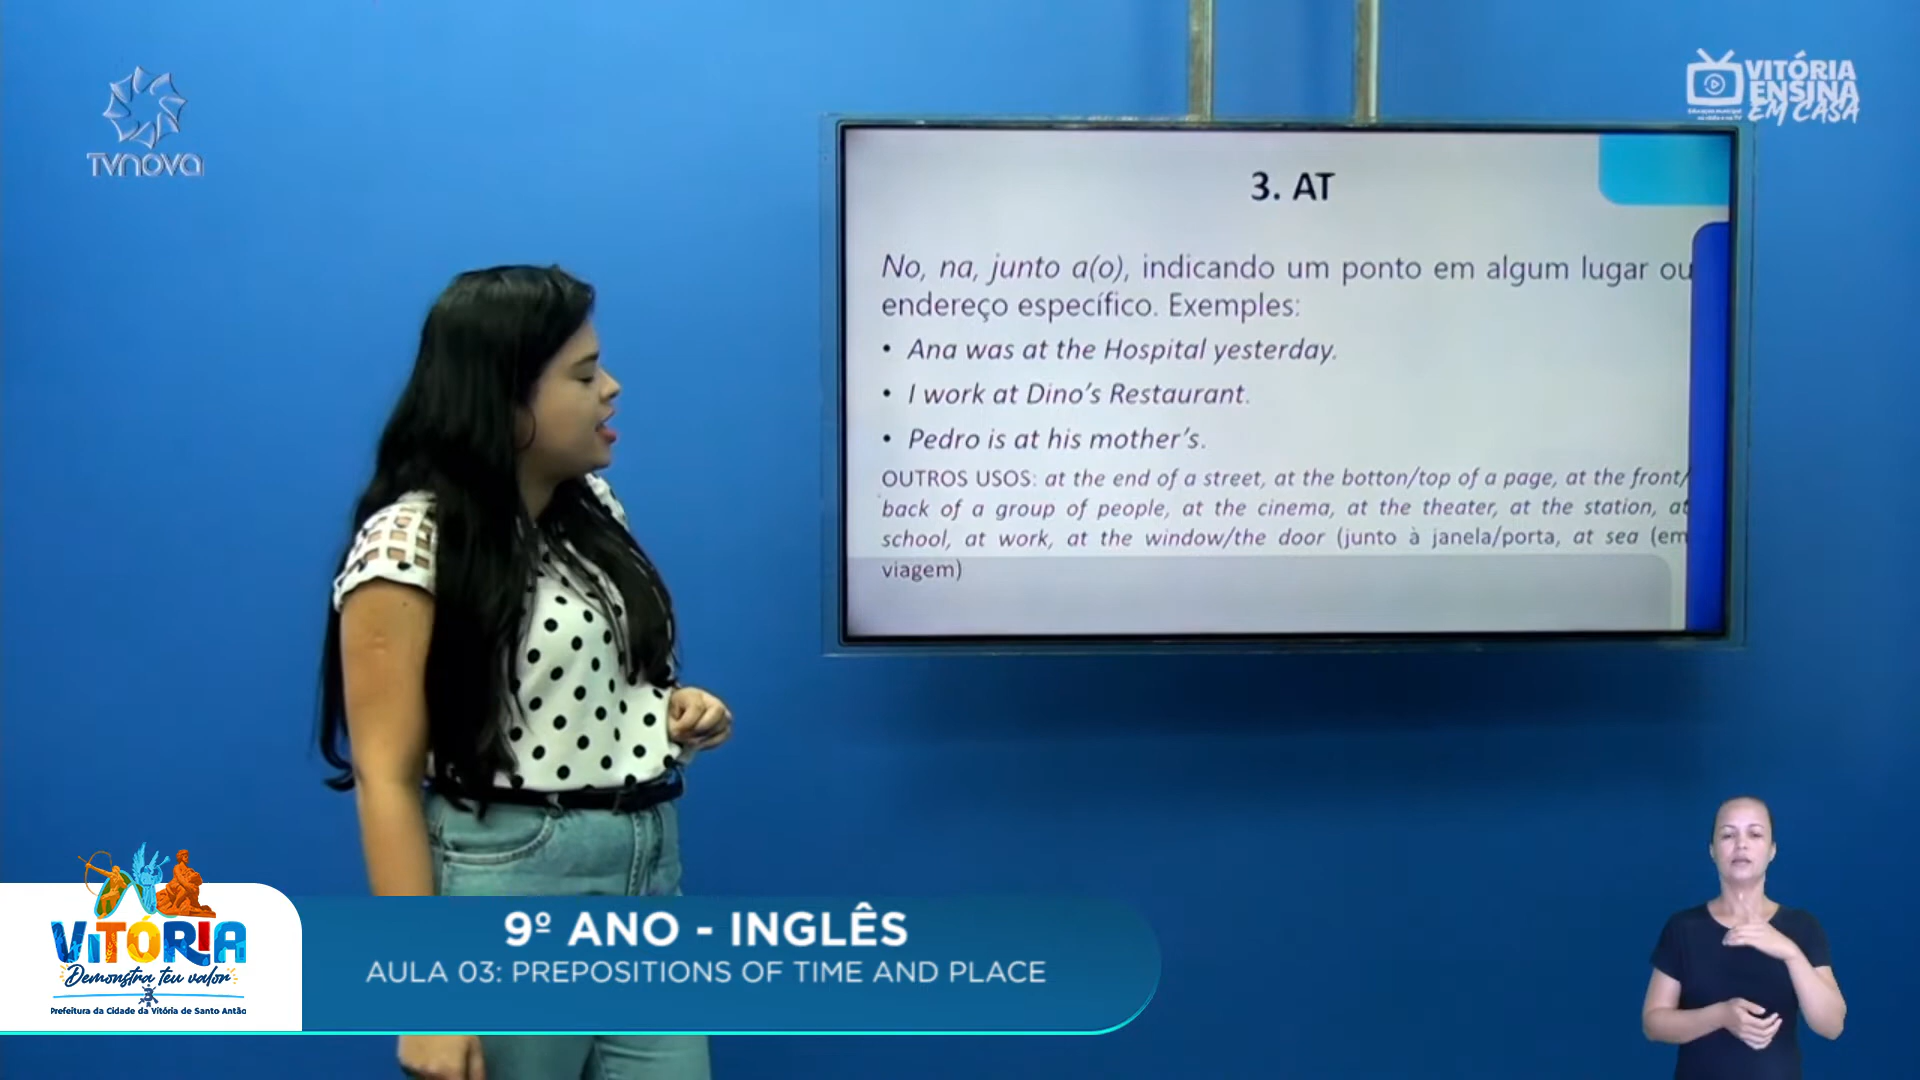 TVNOVA
VITÓRIA
ENSINA
EM CASA
3. AT
No, na, junto a(o), indicando um ponto em algum lugar ou
endereço específico. Exemples:
• Ana was at the Hospital yesterday.
• I work at Dino's Restaurant.
• Pedro is at his mother's.
OUTROS USOS: at the end of a street, at the botton/top of a page, at the front/
back of a group of people, at the cinema, at the theater, at the station, at
school, at work, at the window/the door (junto à janela/porta, at sea (em
viagem)
9º ANO - INGLÊS
AULA 03: PREPOSITIONS OF TIME AND PLACE
VITÓRIA
Demonstra teu valor
Prefeitura da Cidade da Vitória de Santo Antão